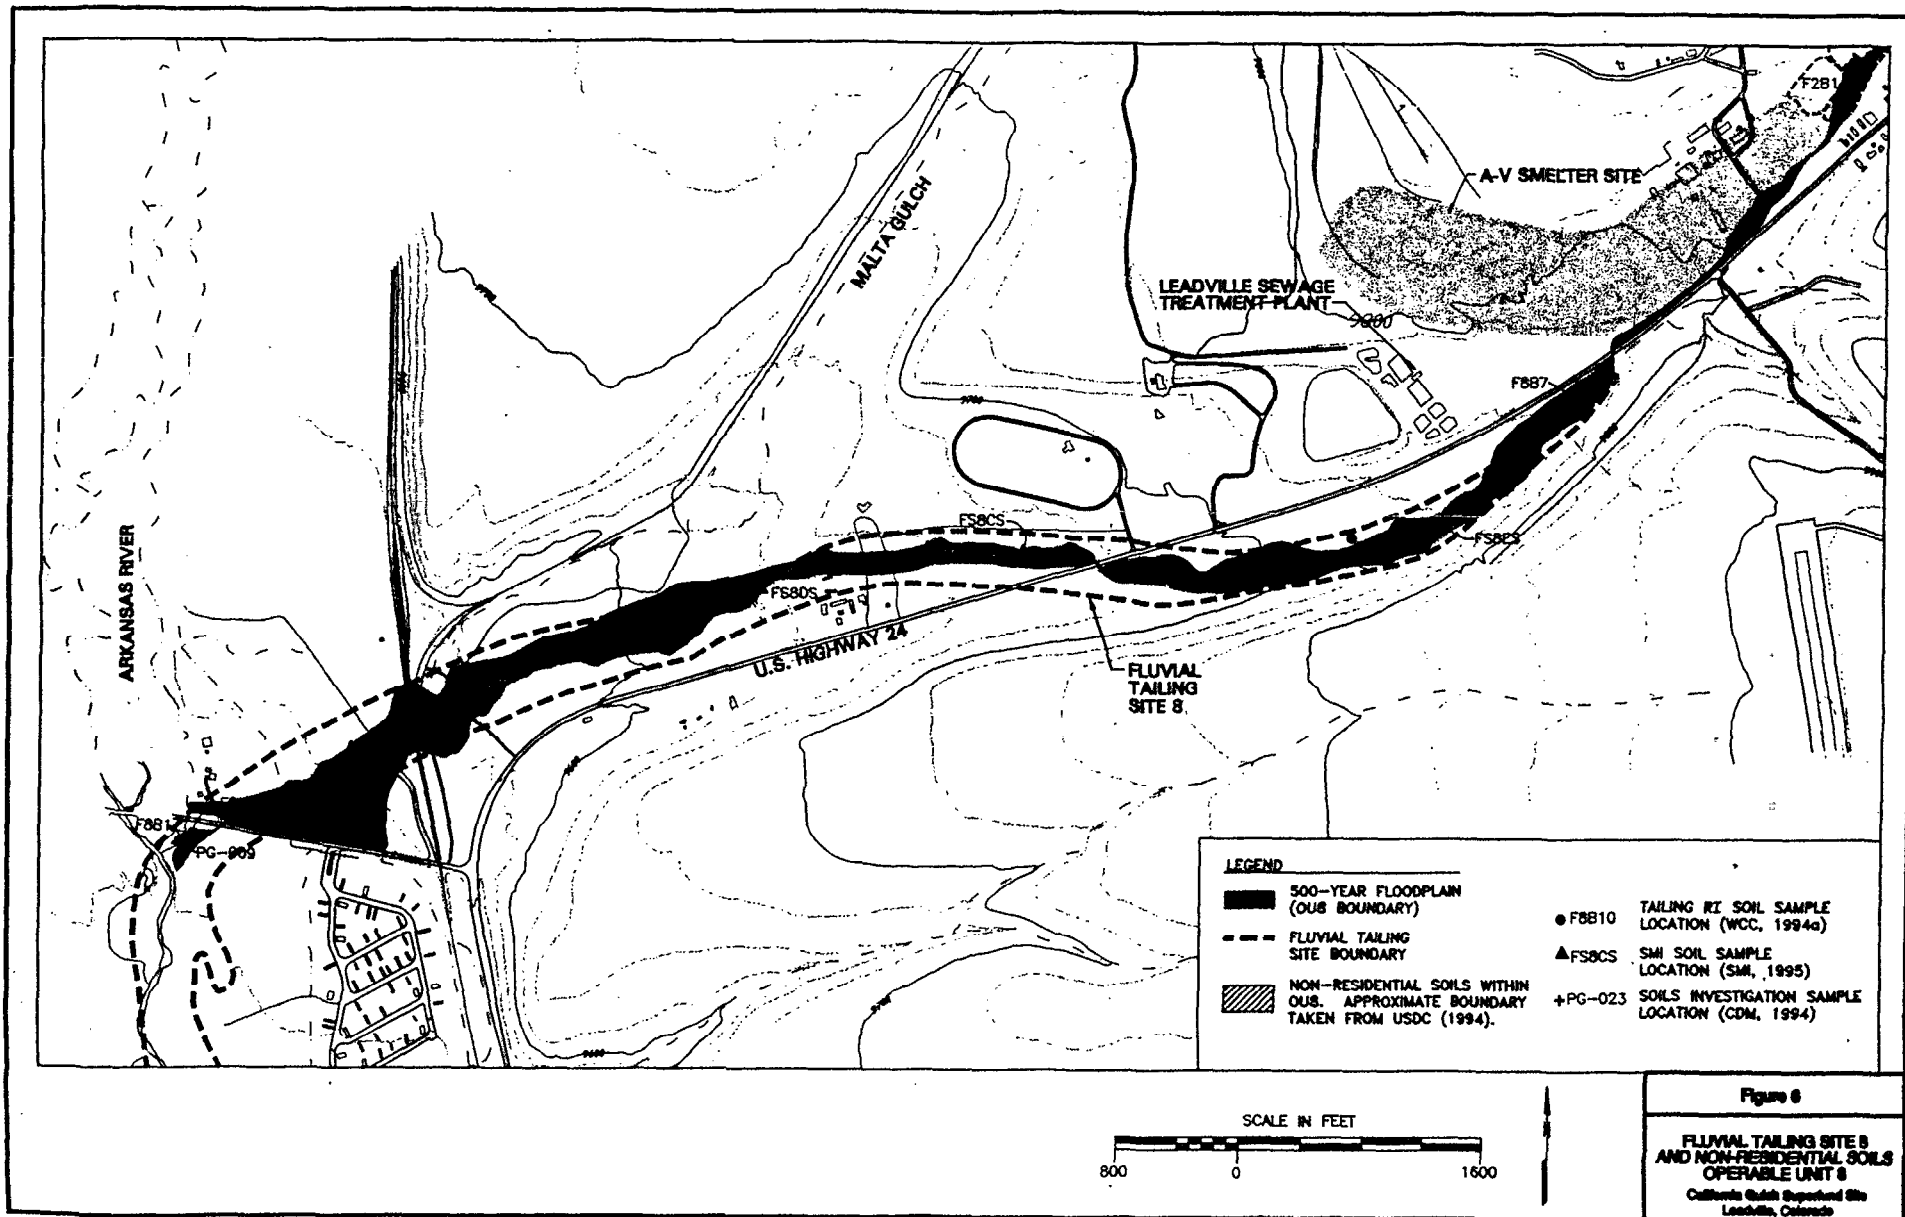 F2B1
A-V SMELTER SITE
MALTA GULCH
LEADVILLE SEWAGE
TREATMENT PLANT
9800
F8B7
9700
FS8CS
FS8ES
ARKANSAS RIVER
FS8DS
U.S. HIGHWAY 24
FLUVIAL
TAILING
SITE 8
F8B1
PG-909
LEGEND
500-YEAR FLOODPLAIN
(OU8 BOUNDARY)
FLUVIAL TAILING
SITE BOUNDARY
NON-RESIDENTIAL SOILS WITHIN
OU8. APPROXIMATE BOUNDARY
TAKEN FROM USDC (1994).
F8B10 TAILING RI SOIL SAMPLE
LOCATION (WCC, 1994a)
FS8CS SMI SOIL SAMPLE
LOCATION (SMI, 1995)
+PG-023 SOILS INVESTIGATION SAMPLE
LOCATION (CDM, 1994)
SCALE IN FEET
800 0 1600
Figure 6
FLUVIAL TAILING SITE 8
AND NON-RESIDENTIAL SOILS
OPERABLE UNIT 8
California Gulch Superfund Site
Leadville, Colorado